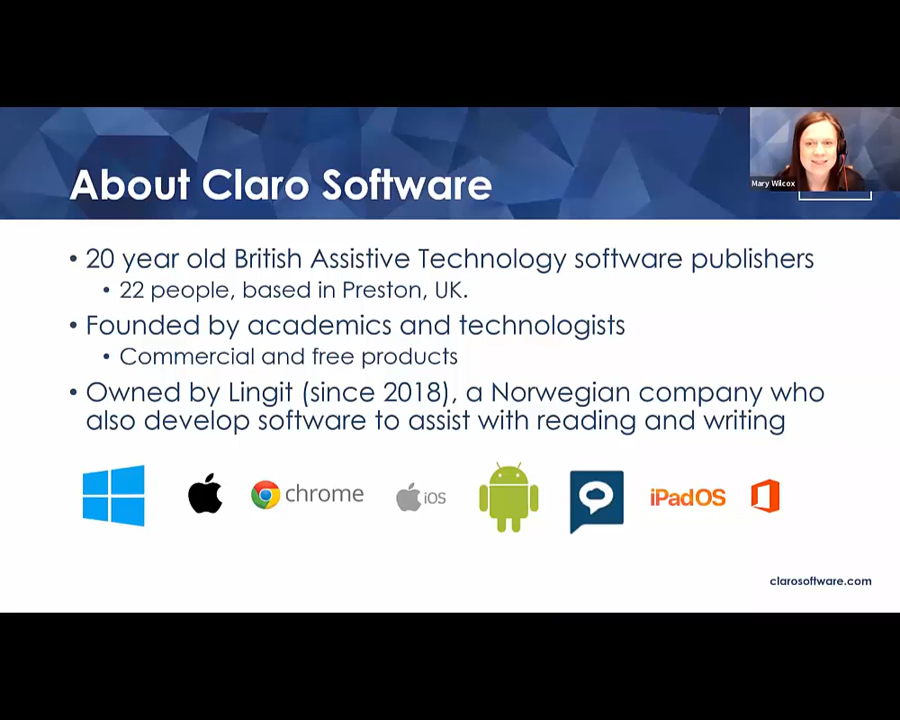 About Claro Software
Mary Wilcox
• 20 year old British Assistive Technology software publishers
• 22 people, based in Preston, UK.
• Founded by academics and technologists
• Commercial and free products
• Owned by Lingit (since 2018), a Norwegian company who
also develop software to assist with reading and writing
chrome
iOS
iPadOS
clarosoftware.com